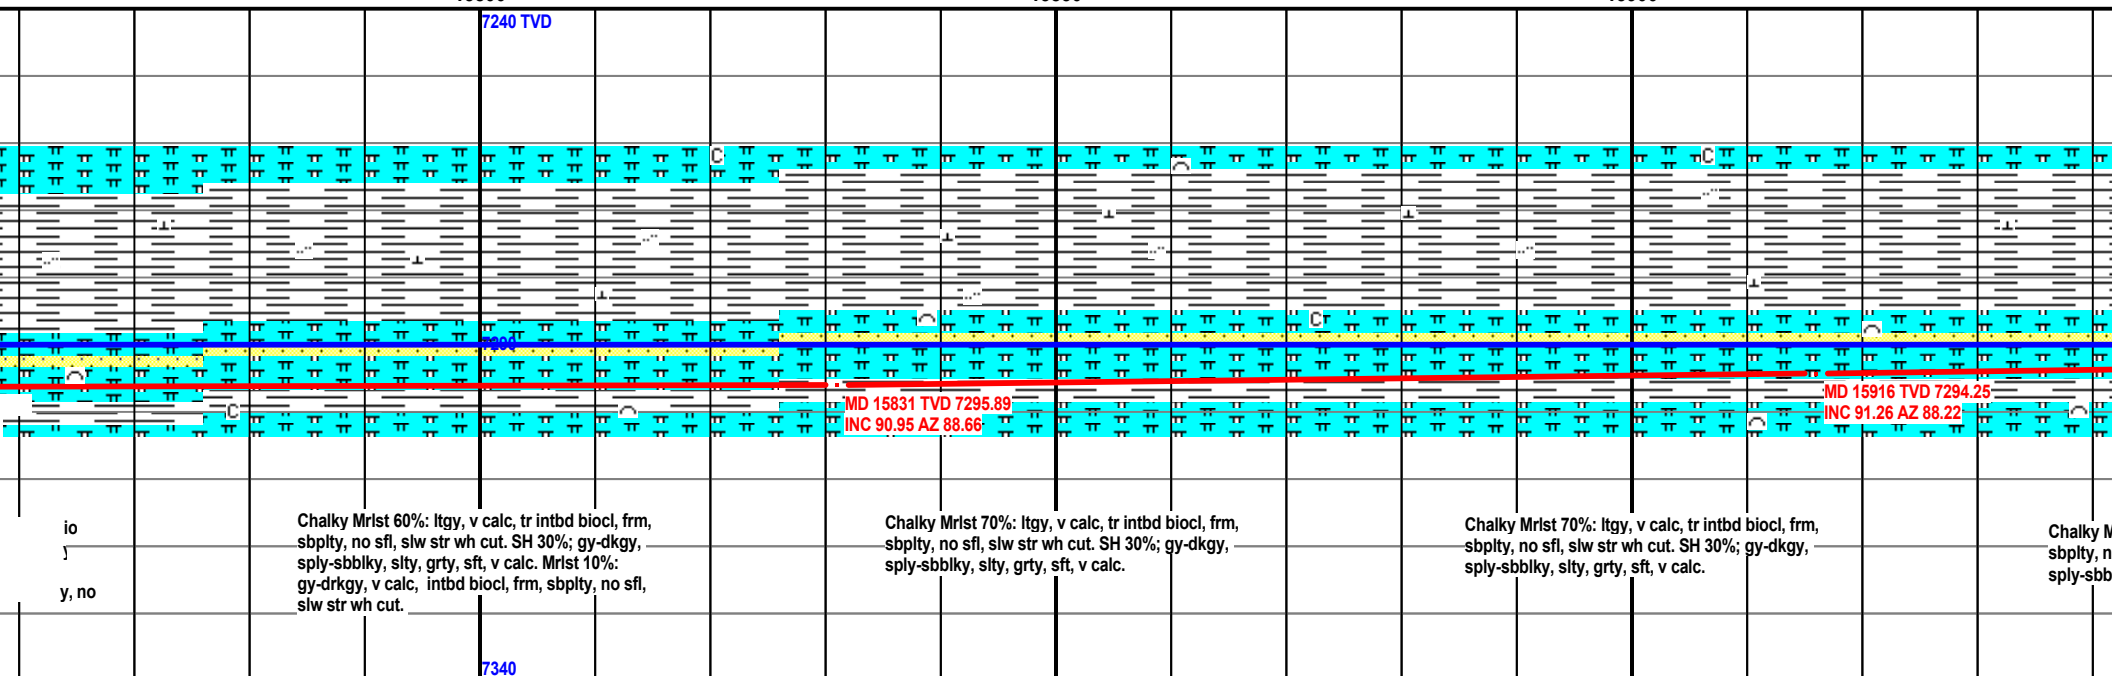 7240 TVD
C
C
C
7290
C
MD 15831 TVD 7295.89
INC 90.95 AZ 88.66
MD 15916 TVD 7294.25
INC 91.26 AZ 88.22
io
y, no
Chalky Mrlst 60%: ltgy, v calc, tr intbd biocl, frm,
sbplty, no sfl, slw str wh cut. SH 30%; gy-dkgy,
sply-sbblky, slty, grty, sft, v calc. Mrlst 10%:
gy-drkgy, v calc, intbd biocl, frm, sbplty, no sfl,
slw str wh cut.
Chalky Mrlst 70%: ltgy, v calc, tr intbd biocl, frm,
sbplty, no sfl, slw str wh cut. SH 30%; gy-dkgy,
sply-sbblky, slty, grty, sft, v calc.
Chalky Mrlst 70%: ltgy, v calc, tr intbd biocl, frm,
sbplty, no sfl, slw str wh cut. SH 30%; gy-dkgy,
sply-sbblky, slty, grty, sft, v calc.
Chalky M
sbplty, n
sply-sbb
7340